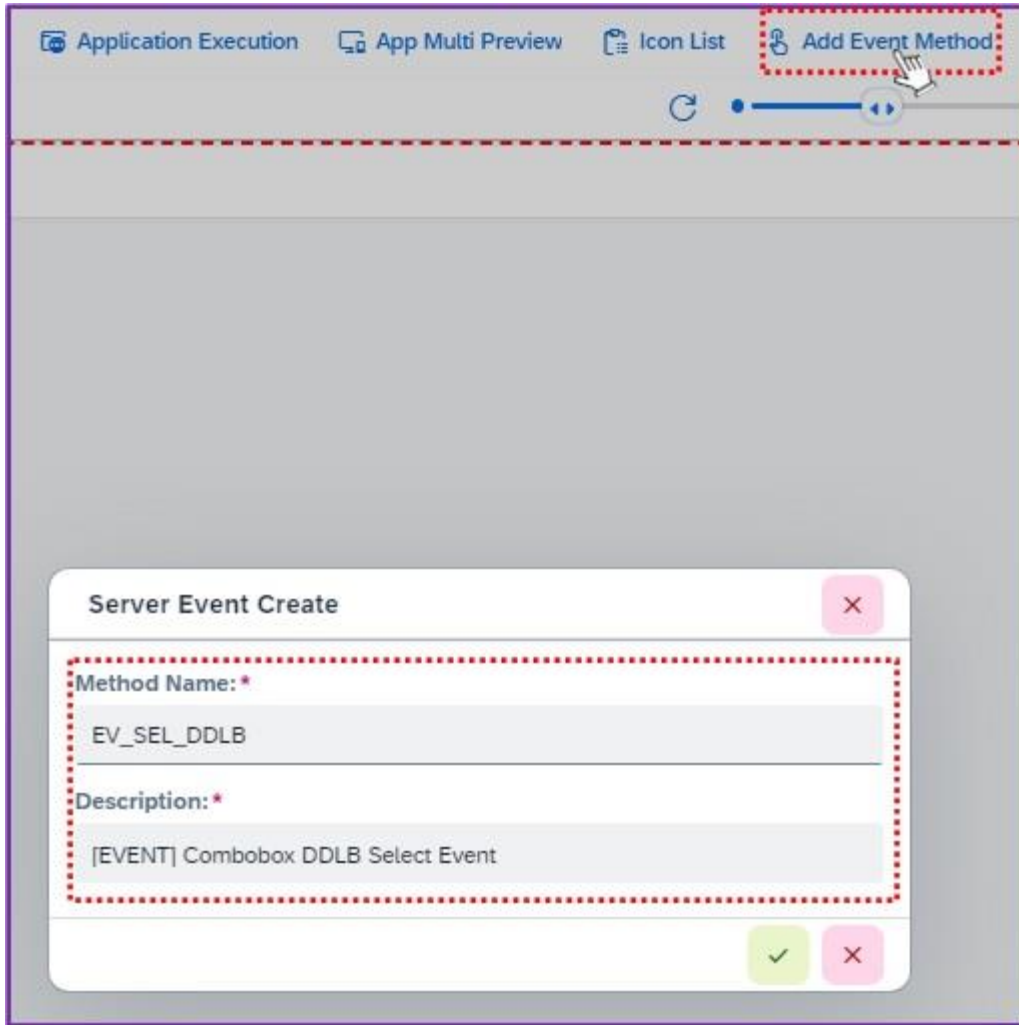 Application Execution App Multi Preview Icon List Add Event Method
Server Event Create
Method Name:*
EV_SEL_DDLB
Description:*
[EVENT] Combobox DDLB Select Event